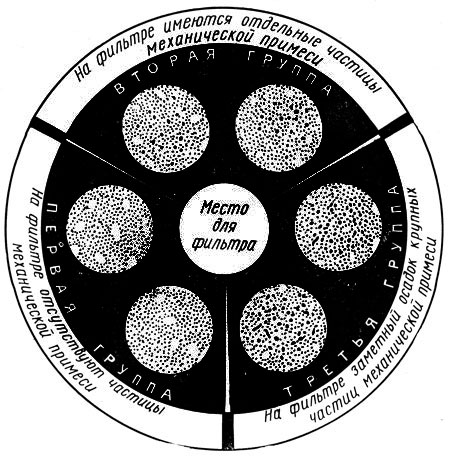 На фильтре имеются отдельные частицы
механической примеси
ВТОРАЯ ГРУППА
Место
для
фильтра
ПЕРВАЯ ГРУППА
На фильтре отсутствуют частицы
механической примеси
ТРЕТЬЯ ГРУППА
На фильтре заметный осадок крупных
частиц механической примеси